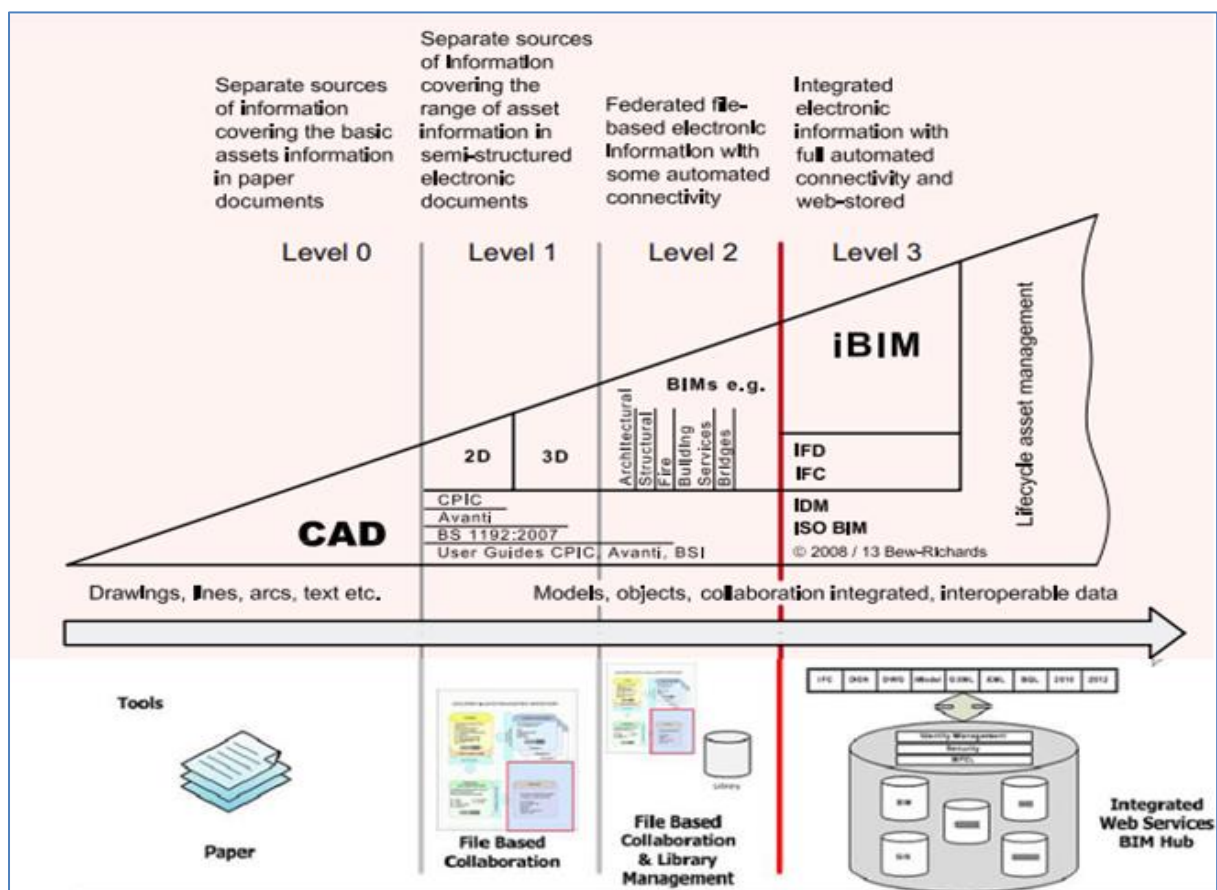 Separate sources
of information
covering the basic
assets information
in paper
documents
Separate sources
of information
covering the
range of asset
information in
semi-structured
electronic
documents
Federated file-
based electronic
information with
some automated
connectivity
Integrated
electronic
information with
full automated
connectivity and
web-stored
Level 0
Level 1
Level 2
Level 3
iBIM
BIMs e.g.
Architectural
Structural
Fire
Building
Services
Bridges
2D
3D
IFD
IFC
CAD
CPIC
Avanti
BS 1192:2007
User Guides CPIC, Avanti, BSI
IDM
ISO BIM
© 2008 / 13 Bew-Richards
Lifecycle asset management
Drawings, lines, arcs, text etc.
Models, objects, collaboration integrated, interoperable data
Tools
Paper
File Based
Collaboration
Library
File Based
Collaboration
& Library
Management
IFC
DGN
DWG
iModel
2010
2012
Identity Management
Security
BIM
Integrated
Web Services
BIM Hub